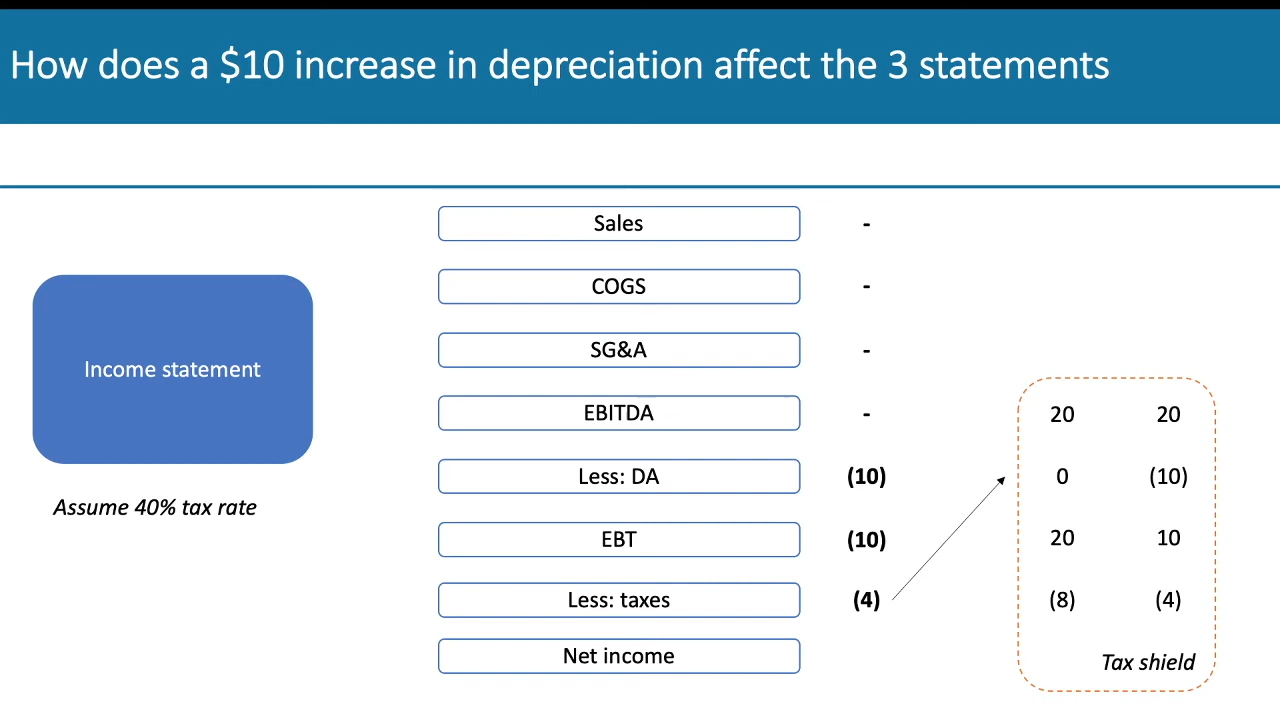 How does a $10 increase in depreciation affect the 3 statements
Sales -
COGS -
SG&A -
Income statement
EBITDA - 20 20
Less: DA (10) 0 (10)
Assume 40% tax rate
EBT (10) 20 10
Less: taxes (4) (8) (4)
Net income
Tax shield